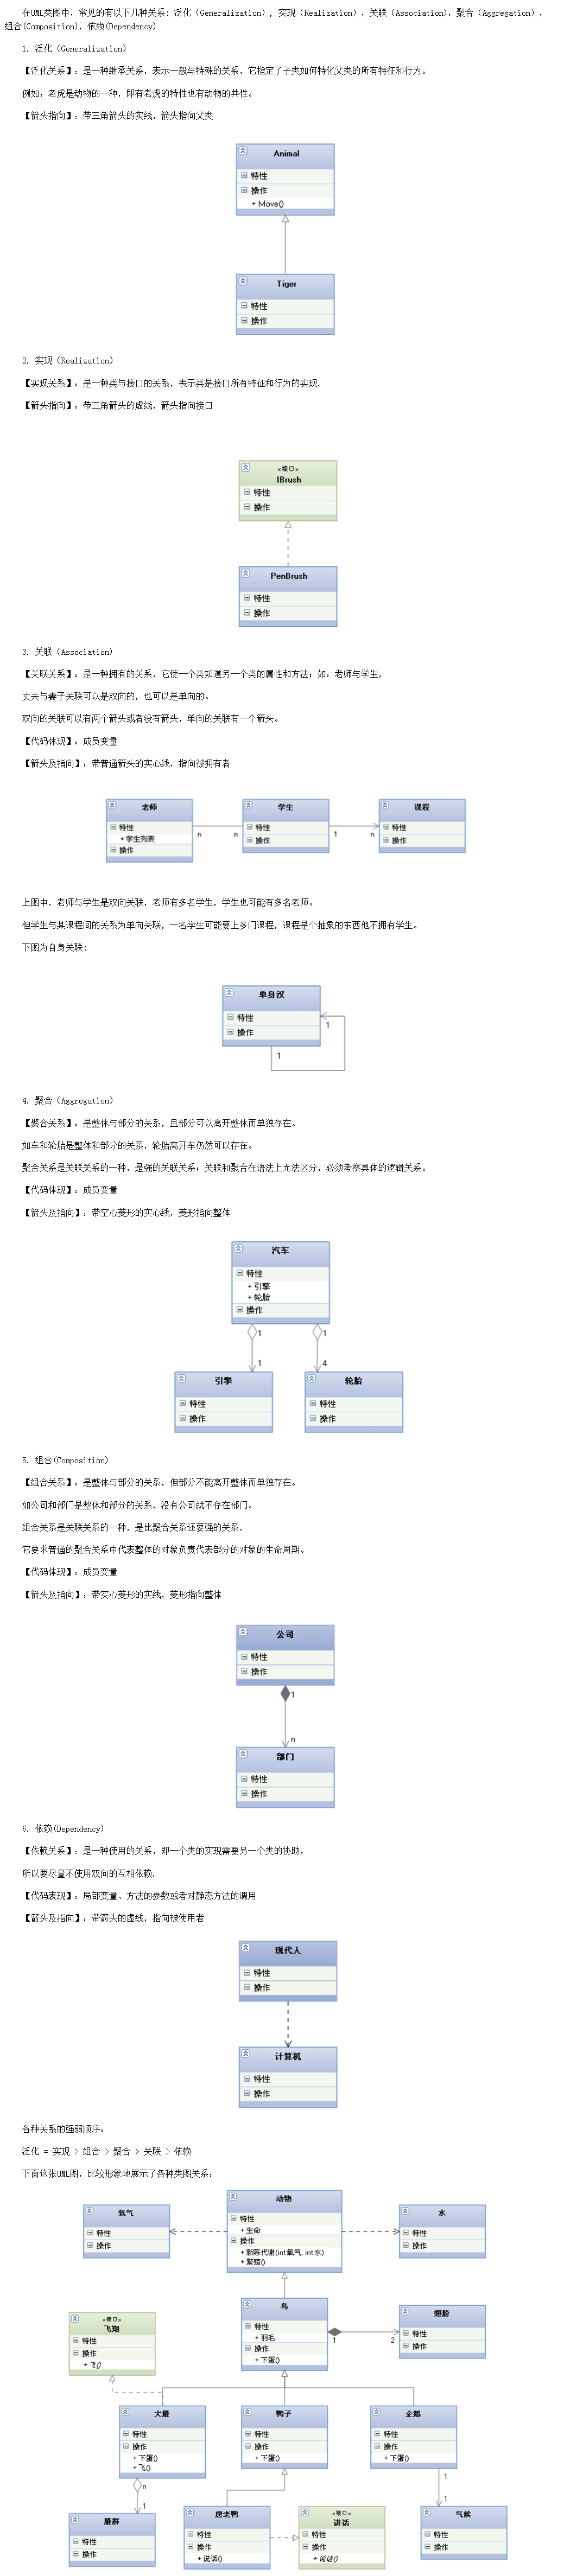 在UML类图中，常见的有以下几种关系: 泛化（Generalization）, 实现（Realization），关联（Association)，聚合（Aggregation），
组合(Composition)，依赖(Dependency)
1. 泛化（Generalization）
【泛化关系】：是一种继承关系，表示一般与特殊的关系，它指定了子类如何特化父类的所有特征和行为。
例如：老虎是动物的一种，即有老虎的特性也有动物的共性。
【箭头指向】：带三角箭头的实线，箭头指向父类
Animal
特性
操作
+ Move()
Tiger
特性
操作
2. 实现（Realization）
【实现关系】：是一种类与接口的关系，表示类是接口所有特征和行为的实现.
【箭头指向】：带三角箭头的虚线，箭头指向接口
«接口»
IBrush
特性
操作
PenBrush
特性
操作
3. 关联（Association)
【关联关系】：是一种拥有的关系，它使一个类知道另一个类的属性和方法；如：老师与学生，
丈夫与妻子关联可以是双向的，也可以是单向的。
双向的关联可以有两个箭头或者没有箭头，单向的关联有一个箭头。
【代码体现】：成员变量
【箭头及指向】：带普通箭头的实心线，指向被拥有者
老师 学生 课程
特性 特性 特性
+ 学生列表
操作 操作 操作
n n 1 n
上图中，老师与学生是双向关联，老师有多名学生，学生也可能有多名老师。
但学生与某课程间的关系为单向关联，一名学生可能要上多门课程，课程是个抽象的东西他不拥有学生。
下图为自身关联:
单身汉
特性
操作
1
1
4. 聚合（Aggregation）
【聚合关系】：是整体与部分的关系，且部分可以离开整体而单独存在。
如车和轮胎是整体和部分的关系，轮胎离开车仍然可以存在。
聚合关系是关联关系的一种，是强的关联关系；关联和聚合在语法上无法区分，必须考察具体的逻辑关系。
【代码体现】：成员变量
【箭头及指向】：带空心菱形的实心线，菱形指向整体
汽车
特性
+ 引擎
+ 轮胎
操作
1 1
1 4
引擎 轮胎
特性 特性
操作 操作
5. 组合(Composition)
【组合关系】：是整体与部分的关系，但部分不能离开整体而单独存在。
如公司和部门是整体和部分的关系，没有公司就不存在部门。
组合关系是关联关系的一种，是比聚合关系还要强的关系，
它要求普通的聚合关系中代表整体的对象负责代表部分的对象的生命周期。
【代码体现】：成员变量
【箭头及指向】：带实心菱形的实线，菱形指向整体
公司
特性
操作
1
n
部门
特性
操作
6. 依赖(Dependency)
【依赖关系】：是一种使用的关系，即一个类的实现需要另一个类的协助，
所以要尽量不使用双向的互相依赖.
【代码表现】：局部变量、方法的参数或者对静态方法的调用
【箭头及指向】：带箭头的虚线，指向被使用者
现代人
特性
操作
计算机
特性
操作
各种关系的强弱顺序：
泛化 = 实现 > 组合 > 聚合 > 关联 > 依赖
下面这张UML图，比较形象地展示了各种类图关系：
动物
特性
+ 生命
操作
+ 新陈代谢(int 氧气, int 水)
+ 繁殖()
氧气
特性
操作
水
特性
操作
鸟
特性
+ 羽毛
操作
+ 下蛋()
1 2
翅膀
特性
操作
«接口»
飞翔
特性
操作
+ 飞()
大雁
特性
操作
+ 下蛋()
+ 飞()
鸭子
特性
操作
+ 下蛋()
企鹅
特性
操作
+ 下蛋()
n
1
1
1
雁群
特性
操作
唐老鸭
特性
操作
+ 说话()
«接口»
讲话
特性
操作
+ 说话()
气候
特性
操作